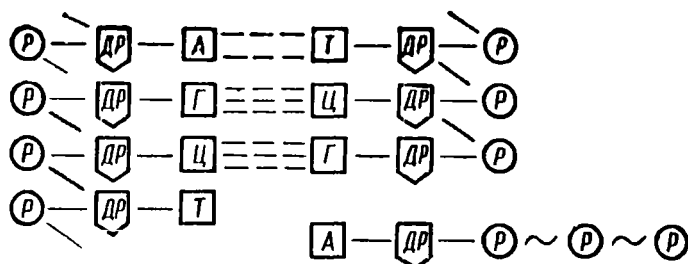 Р ДР А Т ДР Р
Р ДР Г Ц ДР Р
Р ДР Ц Г ДР Р
Р ДР Т
А ДР Р ~ Р ~ Р